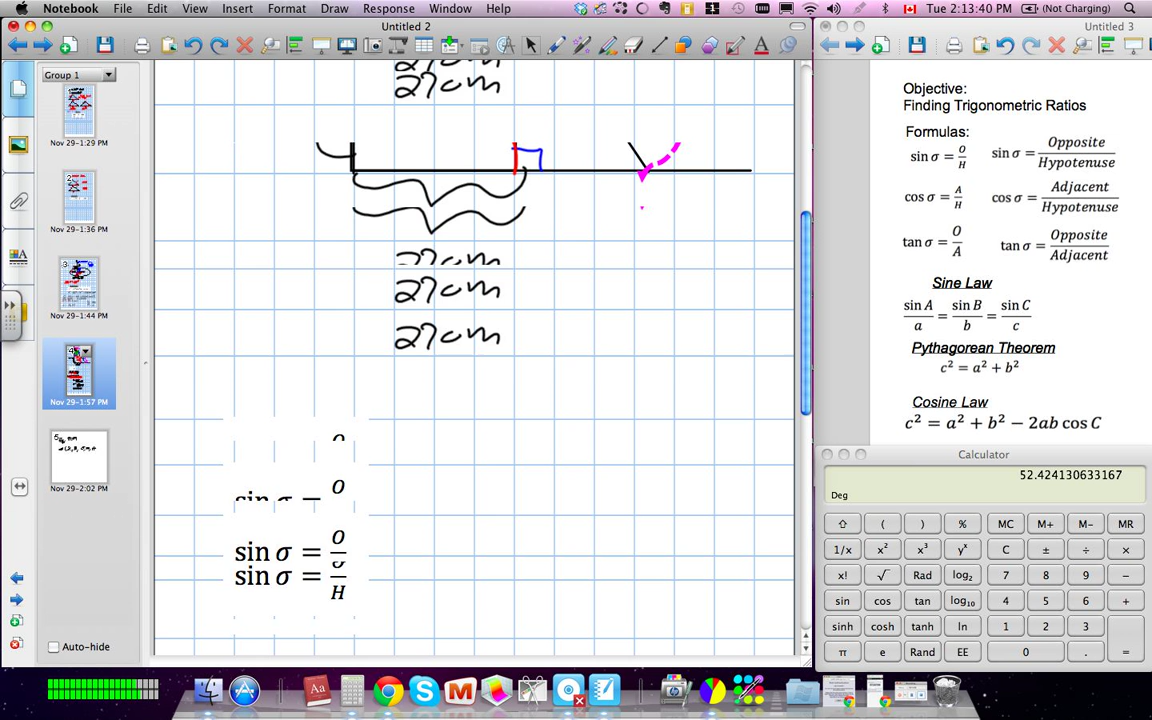 Notebook File Edit View Insert Format Draw Response Window Help Tue 2:13:40 PM (Not Charging)
Untitled 2
Untitled 3
Group 1
Nov 29-1:29 PM
Nov 29-1:36 PM
Nov 29-1:44 PM
Nov 29-1:57 PM
Nov 29-2:02 PM
Auto-hide
27cm
27cm
27cm
27cm
27cm
O
sin σ = O
sin σ = O
sin σ = O/H
Objective:
Finding Trigonometric Ratios
Formulas:
sin σ = O/H sin σ = Opposite/Hypotenuse
cos σ = A/H cos σ = Adjacent/Hypotenuse
tan σ = O/A tan σ = Opposite/Adjacent
Sine Law
sin A/a = sin B/b = sin C/c
Pythagorean Theorem
c² = a² + b²
Cosine Law
c² = a² + b² − 2ab cos C
Calculator
52.424130633167
Deg
⇧ ( ) % MC M+ M− MR
1/x x² x³ yˣ C ± ÷ ×
x! √ Rad log₂ 7 8 9 −
sin cos tan log₁₀ 4 5 6 +
sinh cosh tanh ln 1 2 3
π e Rand EE 0 . =